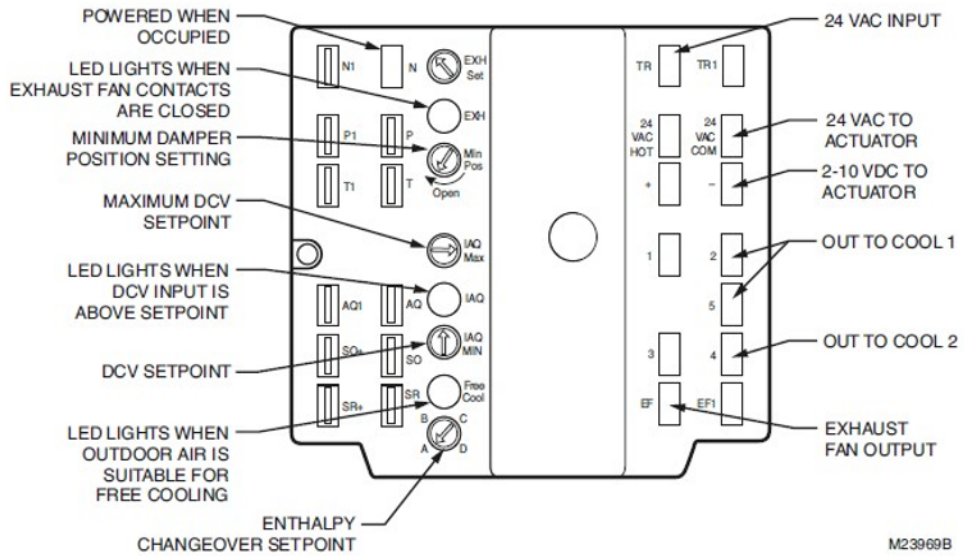 POWERED WHEN
OCCUPIED
LED LIGHTS WHEN
EXHAUST FAN CONTACTS
ARE CLOSED
MINIMUM DAMPER
POSITION SETTING
MAXIMUM DCV
SETPOINT
LED LIGHTS WHEN
DCV INPUT IS
ABOVE SETPOINT
DCV SETPOINT
LED LIGHTS WHEN
OUTDOOR AIR IS
SUITABLE FOR
FREE COOLING
ENTHALPY
CHANGEOVER SETPOINT
N1
N
EXH
Set
EXH
P1
P
Min
Pos
T1
T
Open
IAQ
Max
AQ1
AQ
IAQ
SO+
SO
IAQ
MIN
SR+
SR
Free
Cool
B
C
A
D
TR
TR1
24
VAC
HOT
24
VAC
COM
+
–
1
2
5
3
4
EF
EF1
24 VAC INPUT
24 VAC TO
ACTUATOR
2-10 VDC TO
ACTUATOR
OUT TO COOL 1
OUT TO COOL 2
EXHAUST
FAN OUTPUT
M23969B